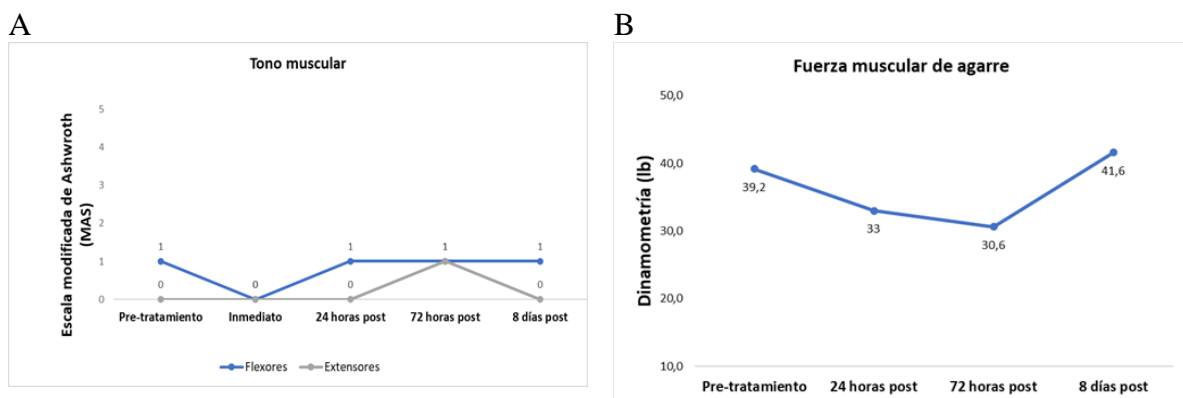 A
Tono muscular
Escala modificada de Ashwroth
(MAS)
5
4
3
2
1
0
1
0
0
1
0
1
1
0
Pre-tratamiento
Inmediato
24 horas post
72 horas post
8 días post
Flexores
Extensores
B
Fuerza muscular de agarre
Dinamometría (lb)
50,0
40,0
30,0
20,0
10,0
39,2
33
30,6
41,6
Pre-tratamiento
24 horas post
72 horas post
8 días post